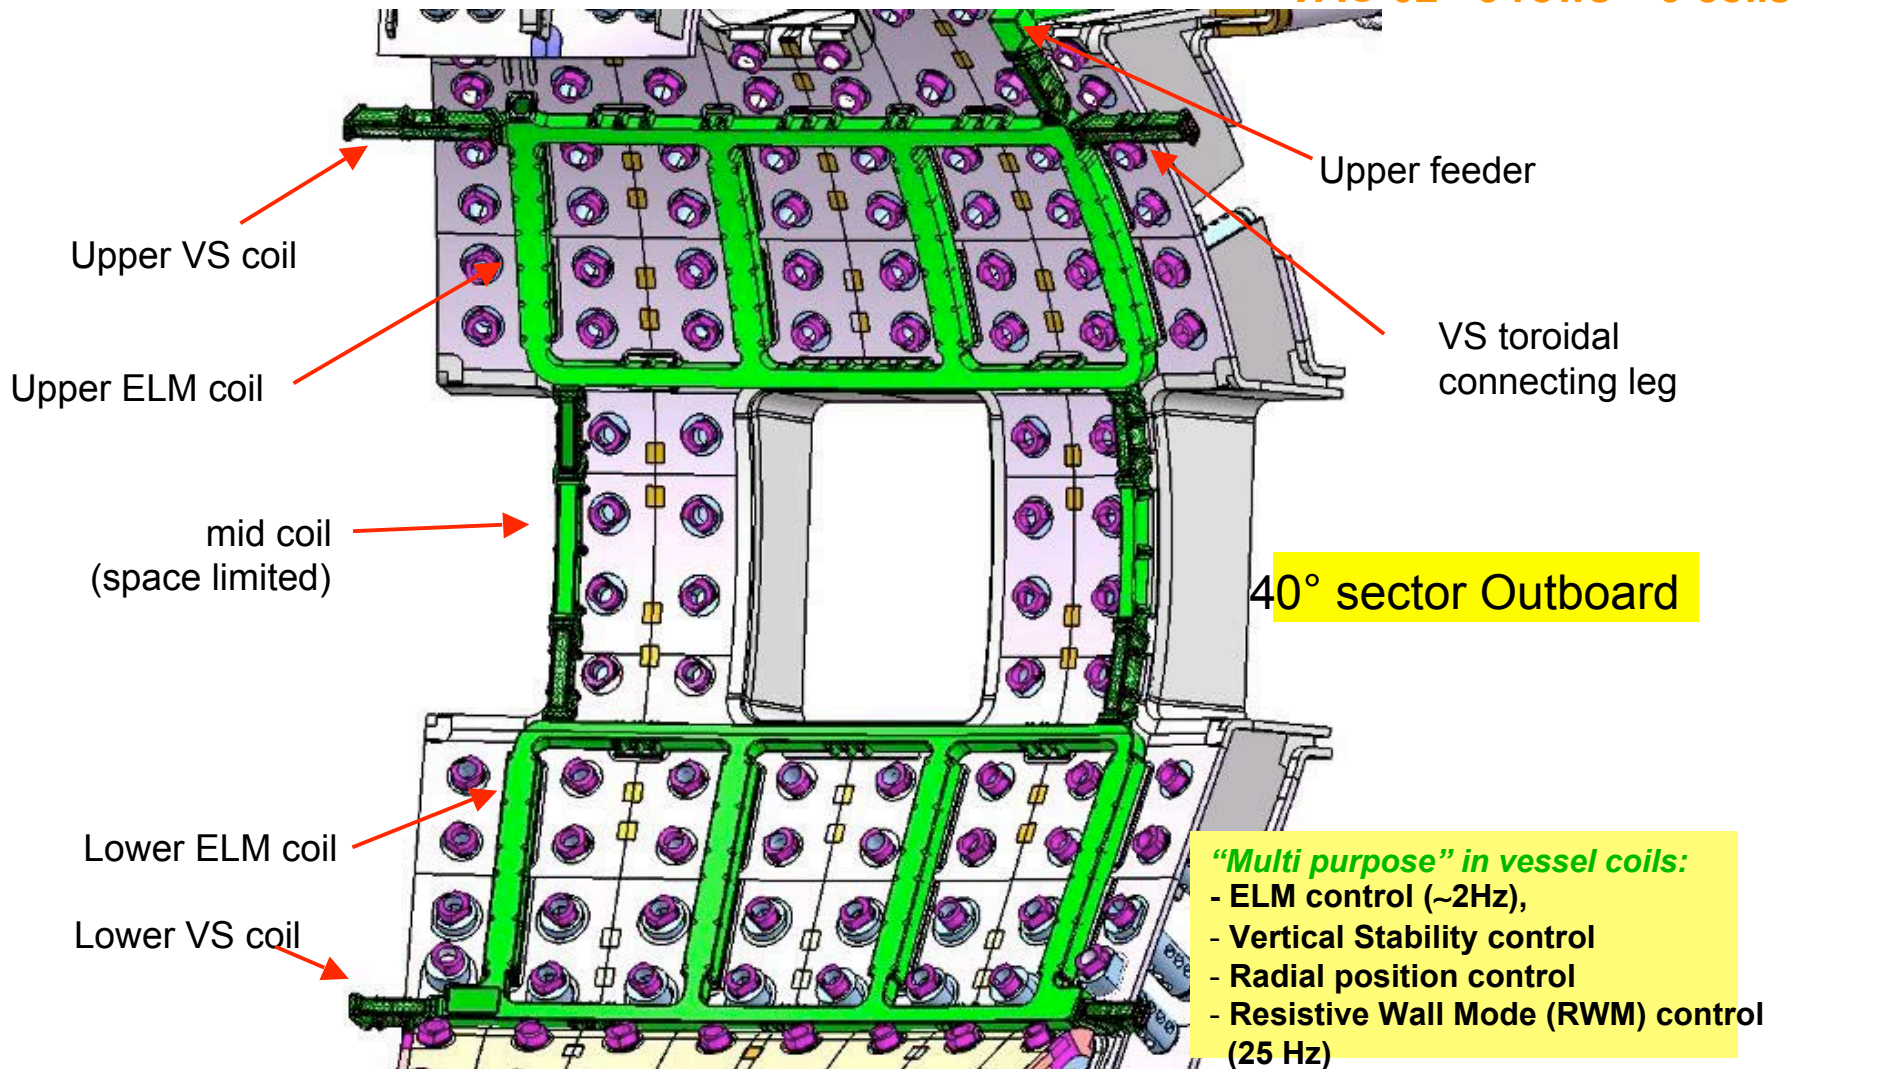 Upper feeder
Upper VS coil
VS toroidal
connecting leg
Upper ELM coil
mid coil
(space limited)
40° sector Outboard
Lower ELM coil
Lower VS coil
“Multi purpose” in vessel coils:
- ELM control (~2Hz),
- Vertical Stability control
- Radial position control
- Resistive Wall Mode (RWM) control
(25 Hz)